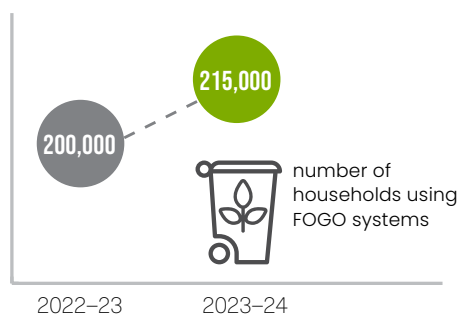 215,000
200,000
number of
households using
FOGO systems
2022–23
2023–24